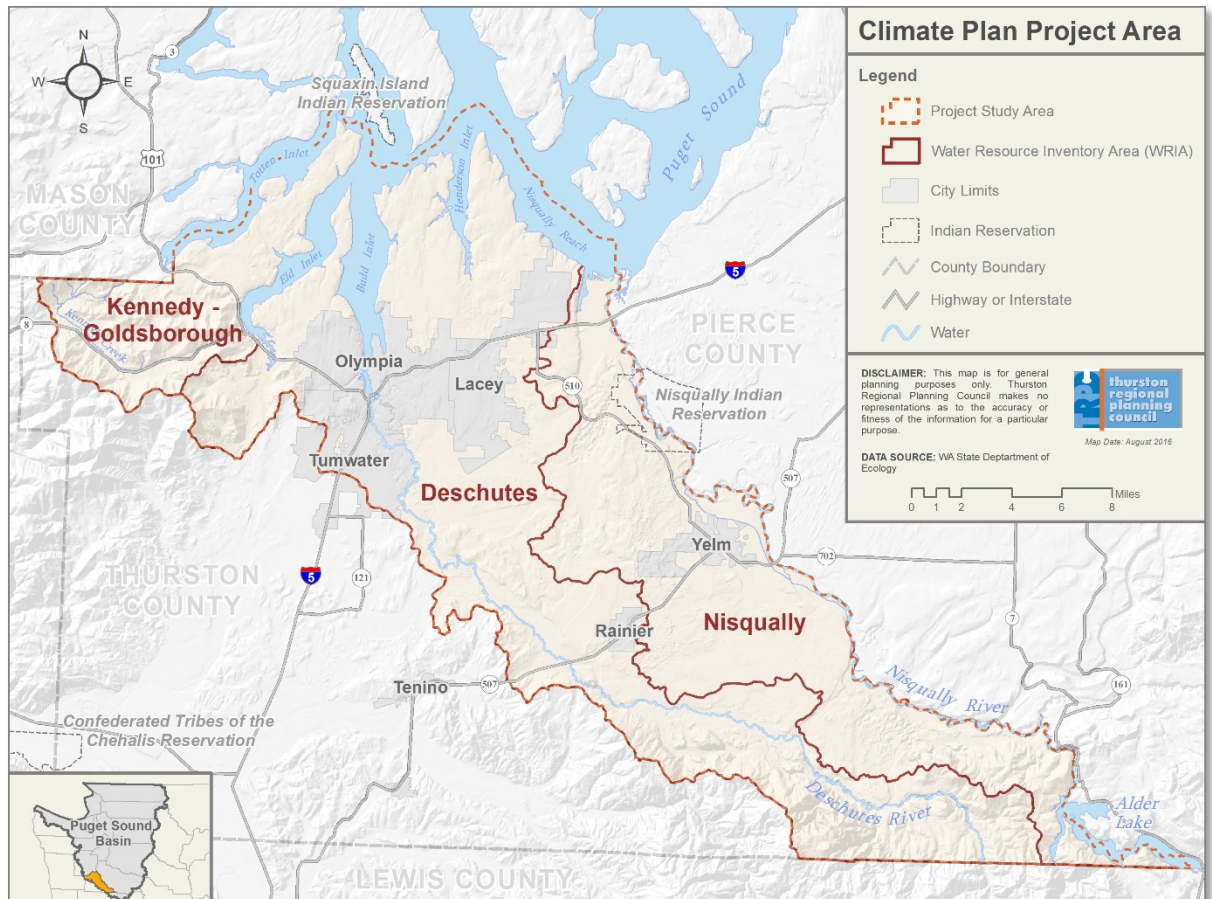 Climate Plan Project Area
Legend
Project Study Area
Water Resource Inventory Area (WRIA)
City Limits
Indian Reservation
County Boundary
Highway or Interstate
Water
DISCLAIMER: This map is for general
planning purposes only. Thurston
Regional Planning Council makes no
representations as to the accuracy or
fitness of the information for a particular
purpose.
TRPC
thurston
regional
planning
council
Map Date: August 2016
DATA SOURCE: WA State Deptartment of
Ecology
Miles
0 1 2 4 6 8
N
W E
S
3
Squaxin Island
Indian Reservation
Puget Sound
101
Totten Inlet
Henderson Inlet
MASON
COUNTY
Nisqually Reach
Eld Inlet
Budd Inlet
5
Kennedy -
Goldsborough
Kennedy Creek
8
PIERCE
COUNTY
Olympia
Lacey
510
Nisqually Indian
Reservation
Tumwater
Deschutes
507
Yelm
702
THURSTON
COUNTY
5
121
Rainier
Nisqually
7
Tenino
507
Nisqually River
161
Confederated Tribes of the
Chehalis Reservation
Deschutes River
Alder
Lake
Puget Sound
Basin
LEWIS COUNTY